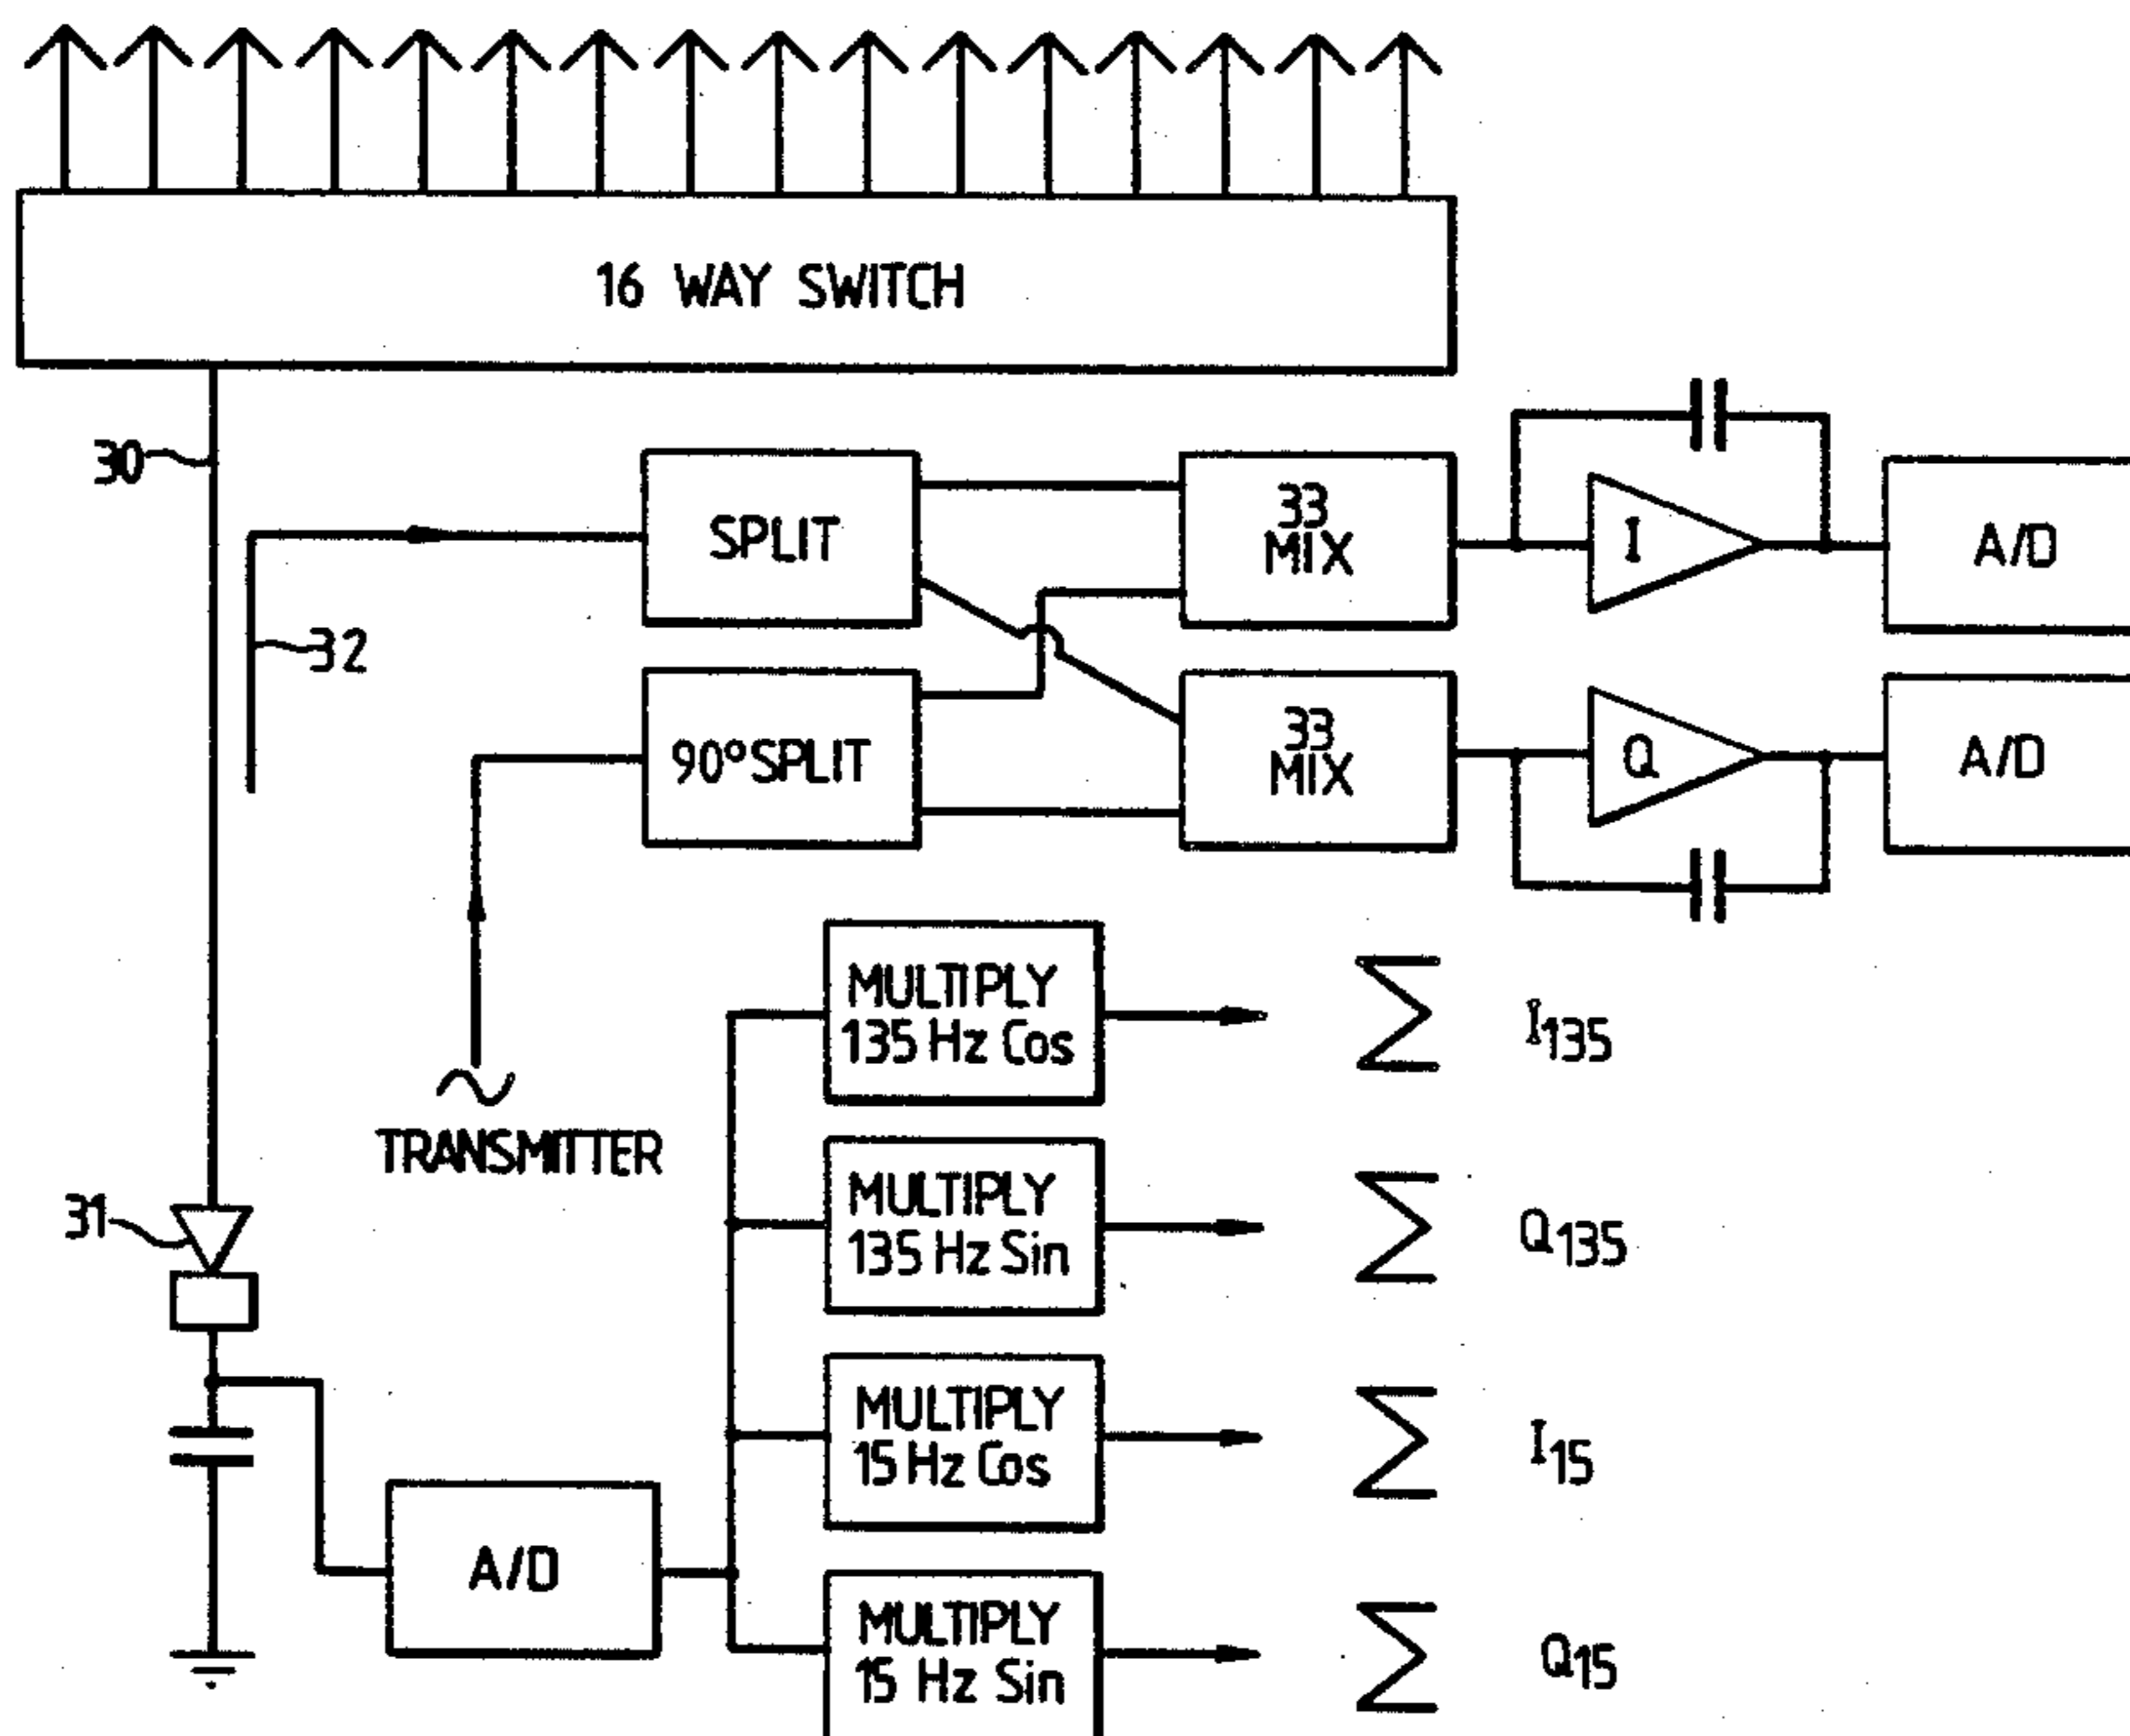 16 WAY SWITCH
30
SPLIT
33
MIX
I
A/D
32
90° SPLIT
33
MIX
Q
A/D
TRANSMITTER
MULTIPLY
135 Hz Cos
Σ I135
31
MULTIPLY
135 Hz Sin
Σ Q135
MULTIPLY
15 Hz Cos
Σ I15
A/D
MULTIPLY
15 Hz Sin
Σ Q15